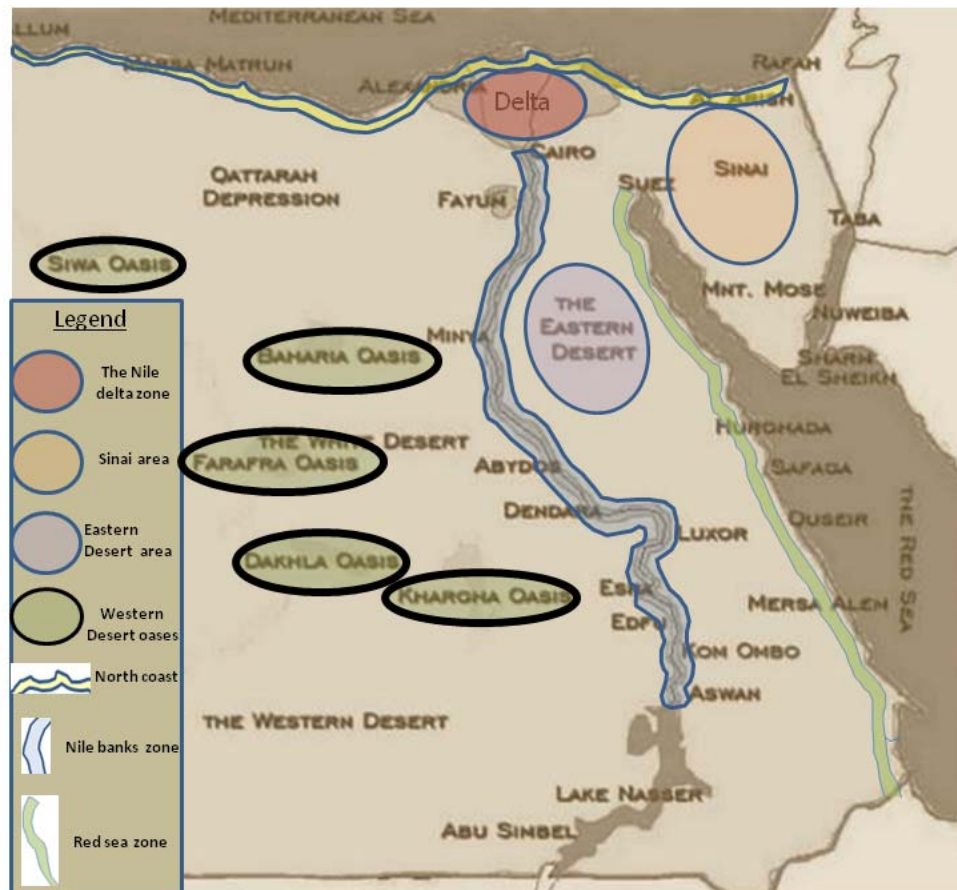 MEDITERRANEAN SEA
ALLUM
MARSA MATRUH
ALEXANDRIA
RAFAH
AL ARISH
Delta
CAIRO
SINAI
QATTARAH
DEPRESSION
FAYUM
SUEZ
TABA
SIWA OASIS
MNT. MOSE
NUWEIBA
THE
EASTERN
DESERT
MINYA
BAHARIA OASIS
SHARM
EL SHEIKH
HURGHADA
THE WHITE DESERT
FARAFRA OASIS
ABYDOS
SAFAGA
DENDARA
LUXOR
QUSEIR
THE RED SEA
DAKHLA OASIS
KHARGHA OASIS
ESNA
EDFU
MERSA ALEM
KOM OMBO
ASWAN
THE WESTERN DESERT
LAKE NASSER
ABU SIMBEL
Legend
The Nile
delta zone
Sinai area
Eastern
Desert area
Western
Desert oases
North coast
Nile banks zone
Red sea zone